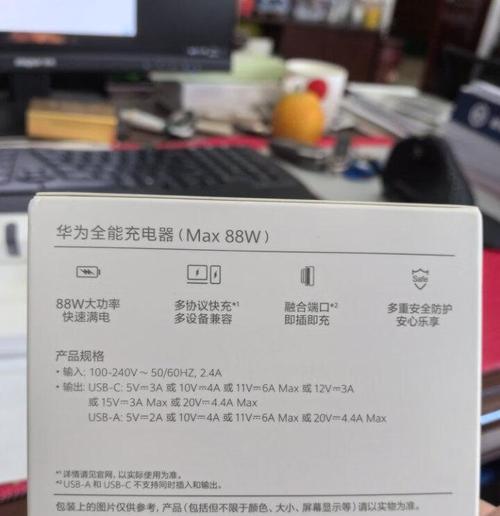 华为全能充电器（Max 88W）
88W大功率
快速满电
多协议快充*¹
多设备兼容
融合端口*²
即插即充
Safe
多重安全防护
安心乐享
产品规格
• 输入: 100-240V～50/60HZ, 2.4A
• 输出: USB-C: 5V⎓3A 或 10V⎓4A 或 11V⎓6A Max 或 12V⎓3A
或 15V⎓3A Max 或 20V⎓4.4A Max
USB-A: 5V⎓2A 或 10V⎓4A 或 11V⎓6A Max 或 20V⎓4.4A Max
*¹ 详情请见官网，以实际使用为准。
*² USB-A 和 USB-C 不支持同时插入和输出。
包装上的图片仅供参考，产品（包括但不限于颜色、大小、屏幕显示等）请以实物为准。